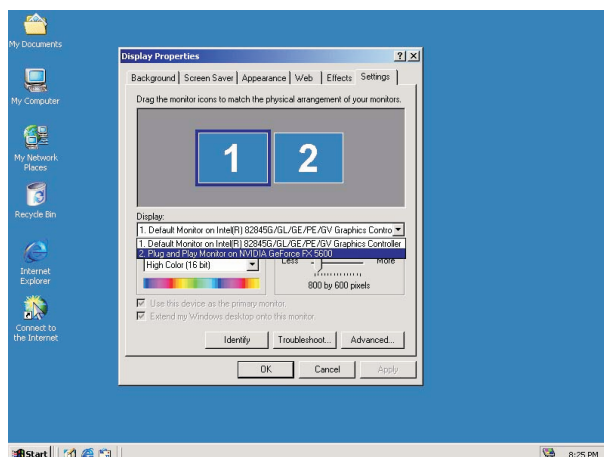 My Documents
My Computer
My Network
Places
Recycle Bin
Internet
Explorer
Connect to
the Internet
Display Properties
Background Screen Saver Appearance Web Effects Settings
Drag the monitor icons to match the physical arrangement of your monitors.
1 2
Display:
1. Default Monitor on Intel(R) 82845G/GL/GE/PE/GV Graphics Contro
1. Default Monitor on Intel(R) 82845G/GL/GE/PE/GV Graphics Controller
2. Plug and Play Monitor on NVIDIA GeForce FX 5600
High Color (16 bit) Less More
800 by 600 pixels
Use this device as the primary monitor.
Extend my Windows desktop onto this monitor.
Identify Troubleshoot... Advanced...
OK Cancel Apply
Start 8:25 PM